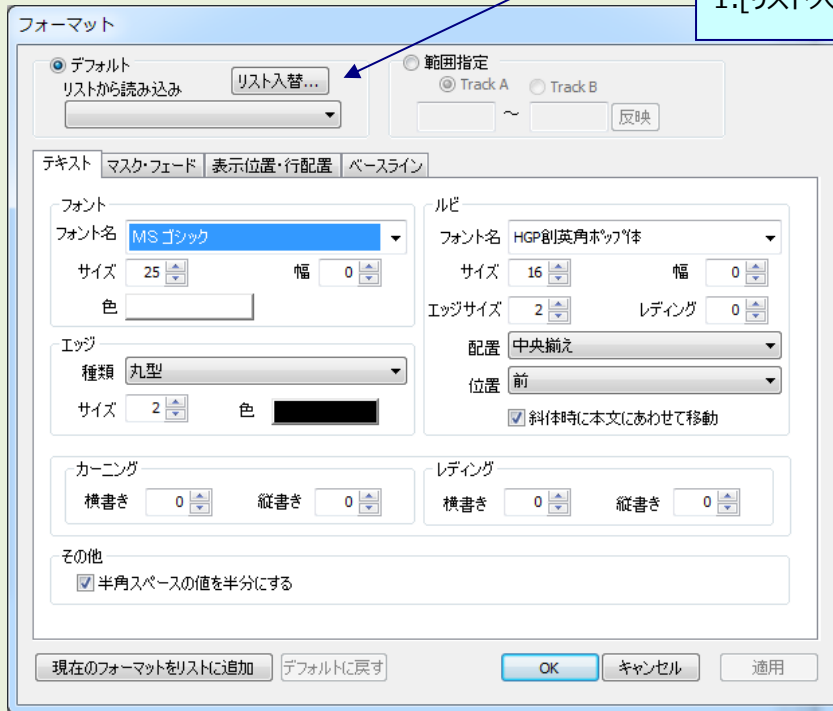 1.[リスト入
フォーマット
デフォルト
リストから読み込み
リスト入替...
範囲指定
Track A
Track B
～
反映
テキスト
マスク・フェード
表示位置・行配置
ベースライン
フォント
フォント名 MS ゴシック
サイズ 25 幅 0
色
エッジ
種類 丸型
サイズ 2 色
ルビ
フォント名 HGP創英角ポップ体
サイズ 16 幅 0
エッジサイズ 2 レディング 0
配置 中央揃え
位置 前
斜体時に本文にあわせて移動
カーニング
横書き 0 縦書き 0
レディング
横書き 0 縦書き 0
その他
半角スペースの値を半分にする
現在のフォーマットをリストに追加
デフォルトに戻す
OK
キャンセル
適用